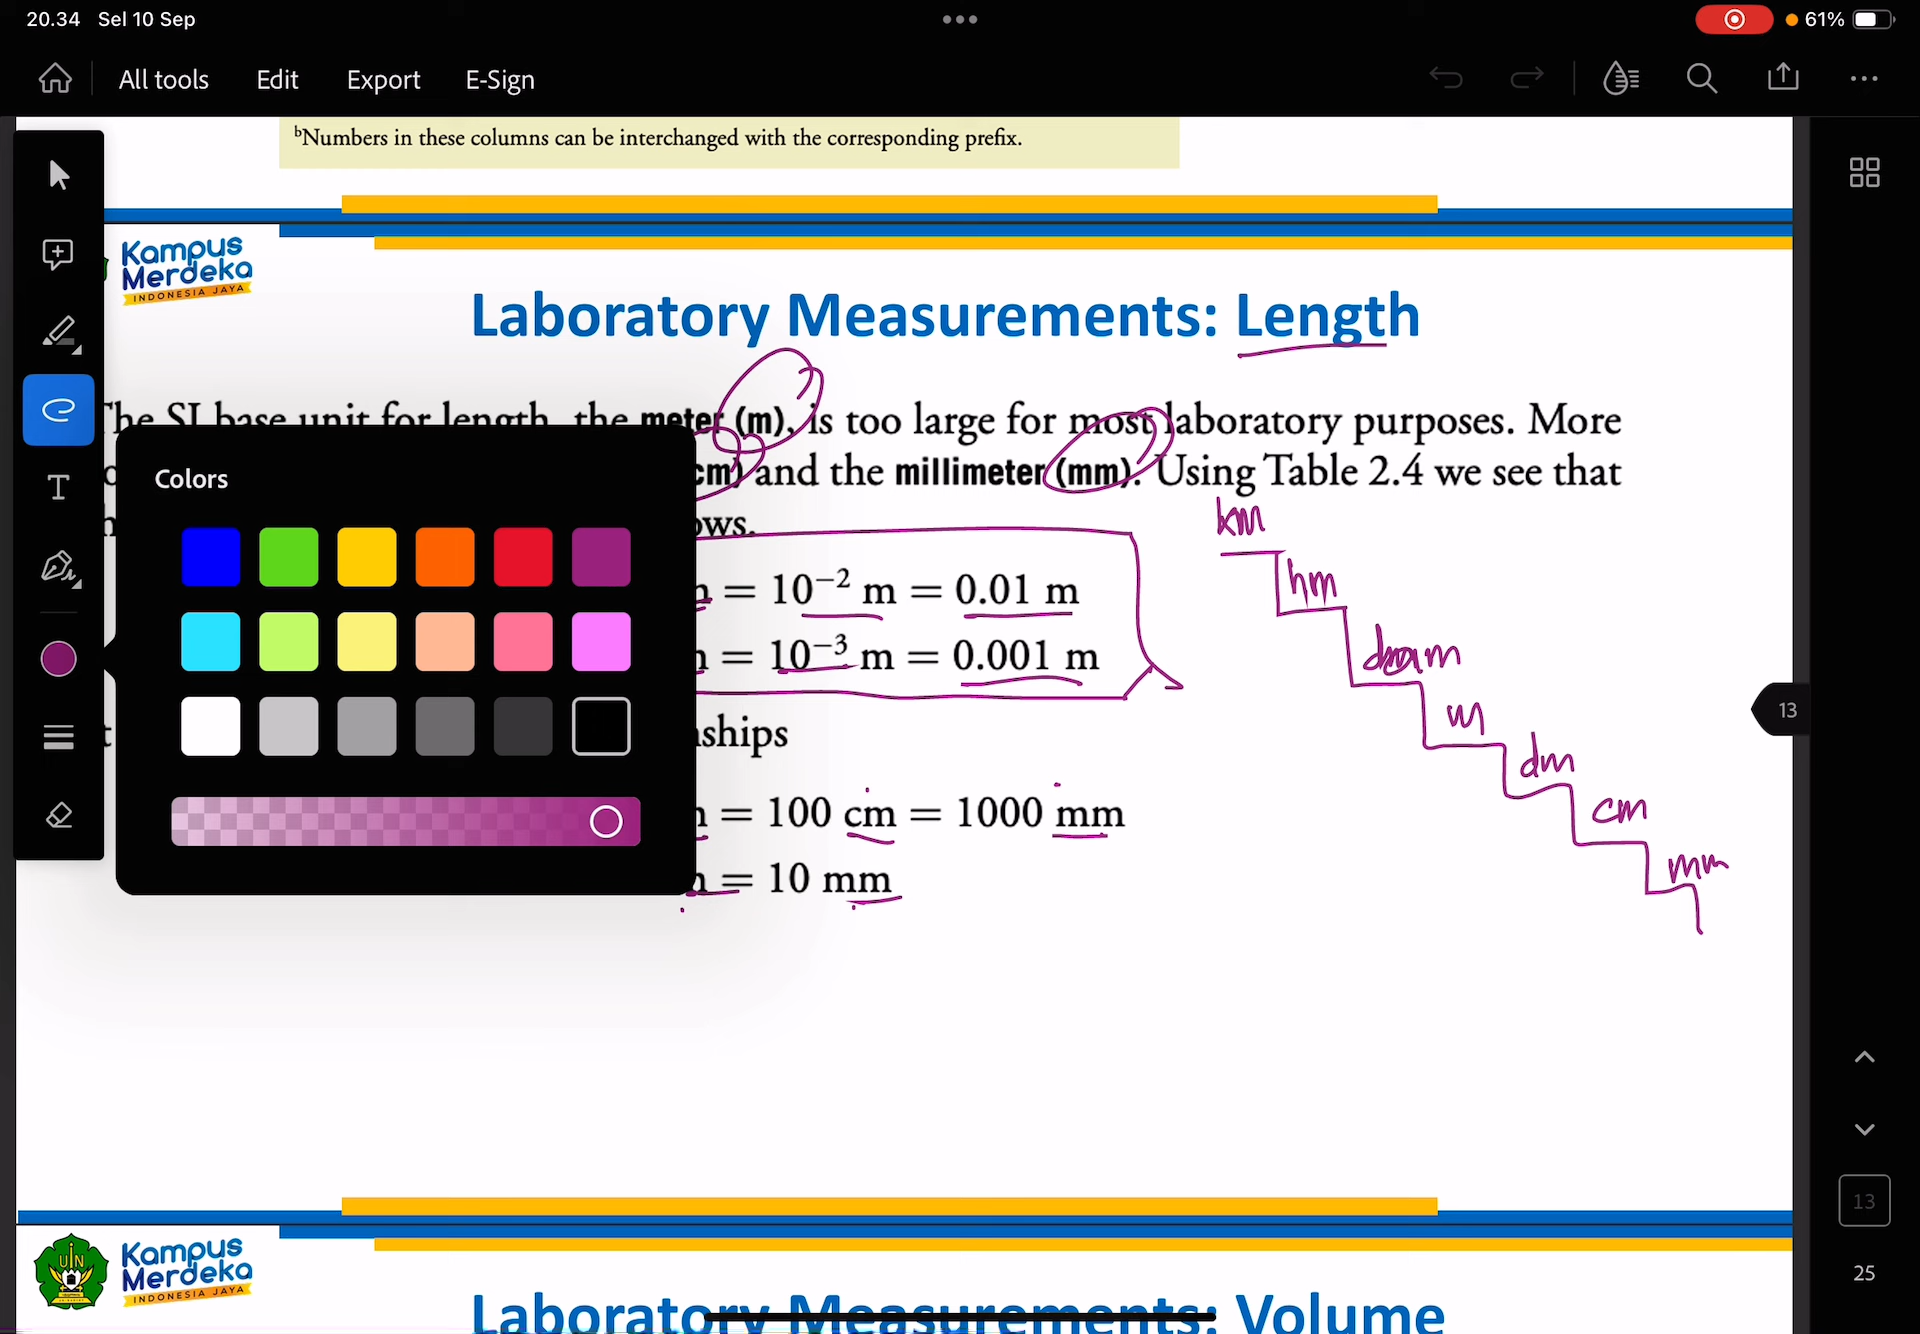 20.34 Sel 10 Sep
61%
All tools Edit Export E-Sign
bNumbers in these columns can be interchanged with the corresponding prefix.
Kampus
Merdeka
INDONESIA JAYA
Laboratory Measurements: Length
The SI base unit for length, the meter (m), is too large for most laboratory purposes. More
cm) and the millimeter (mm). Using Table 2.4 we see that
ows.
Colors
= 10⁻² m = 0.01 m
= 10⁻³ m = 0.001 m
ships
= 100 cm = 1000 mm
= 10 mm
km
hm
dam
m
dm
cm
mm
13
13
25
UIN
Kampus
Merdeka
INDONESIA JAYA
Laboratory Measurements: Volume